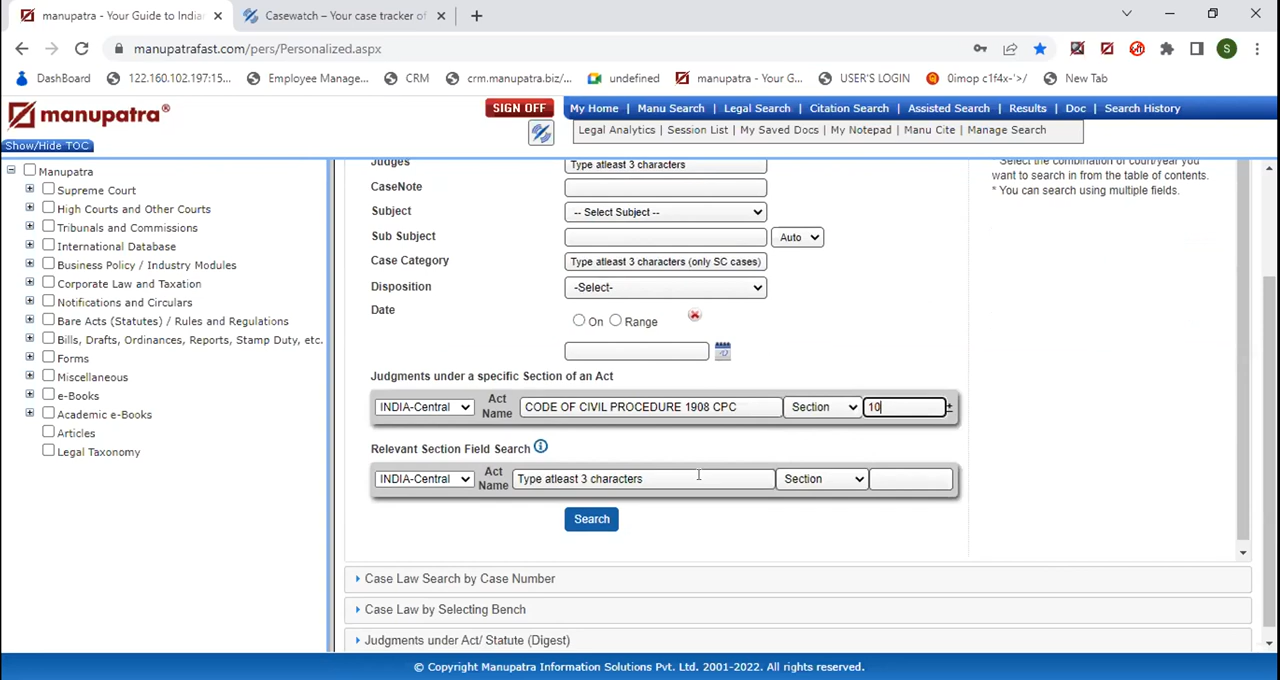 manupatra - Your Guide to India
Casewatch – Your case tracker of
manupatrafast.com/pers/Personalized.aspx
S
DashBoard
122.160.102.197:15...
Employee Manage...
CRM
crm.manupatra.biz/...
undefined
manupatra - Your G...
USER'S LOGIN
0imop c1f4x-'>/
New Tab
manupatra®
SIGN OFF
My Home | Manu Search | Legal Search | Citation Search | Assisted Search | Results | Doc | Search History
Legal Analytics | Session List | My Saved Docs | My Notepad | Manu Cite | Manage Search
Show/Hide TOC
Manupatra
Supreme Court
High Courts and Other Courts
Tribunals and Commissions
International Database
Business Policy / Industry Modules
Corporate Law and Taxation
Notifications and Circulars
Bare Acts (Statutes) / Rules and Regulations
Bills, Drafts, Ordinances, Reports, Stamp Duty, etc.
Forms
Miscellaneous
e-Books
Academic e-Books
Articles
Legal Taxonomy
Judges Type atleast 3 characters
CaseNote
Subject -- Select Subject --
Sub Subject Auto
Case Category Type atleast 3 characters (only SC cases)
Disposition -Select-
Date
On Range
Judgments under a specific Section of an Act
INDIA-Central Act Name CODE OF CIVIL PROCEDURE 1908 CPC Section 10 ±
Relevant Section Field Search
INDIA-Central Act Name Type atleast 3 characters Section
Search
* Select the combination of court/year you
want to search in from the table of contents.
* You can search using multiple fields.
Case Law Search by Case Number
Case Law by Selecting Bench
Judgments under Act/ Statute (Digest)
© Copyright Manupatra Information Solutions Pvt. Ltd. 2001-2022. All rights reserved.